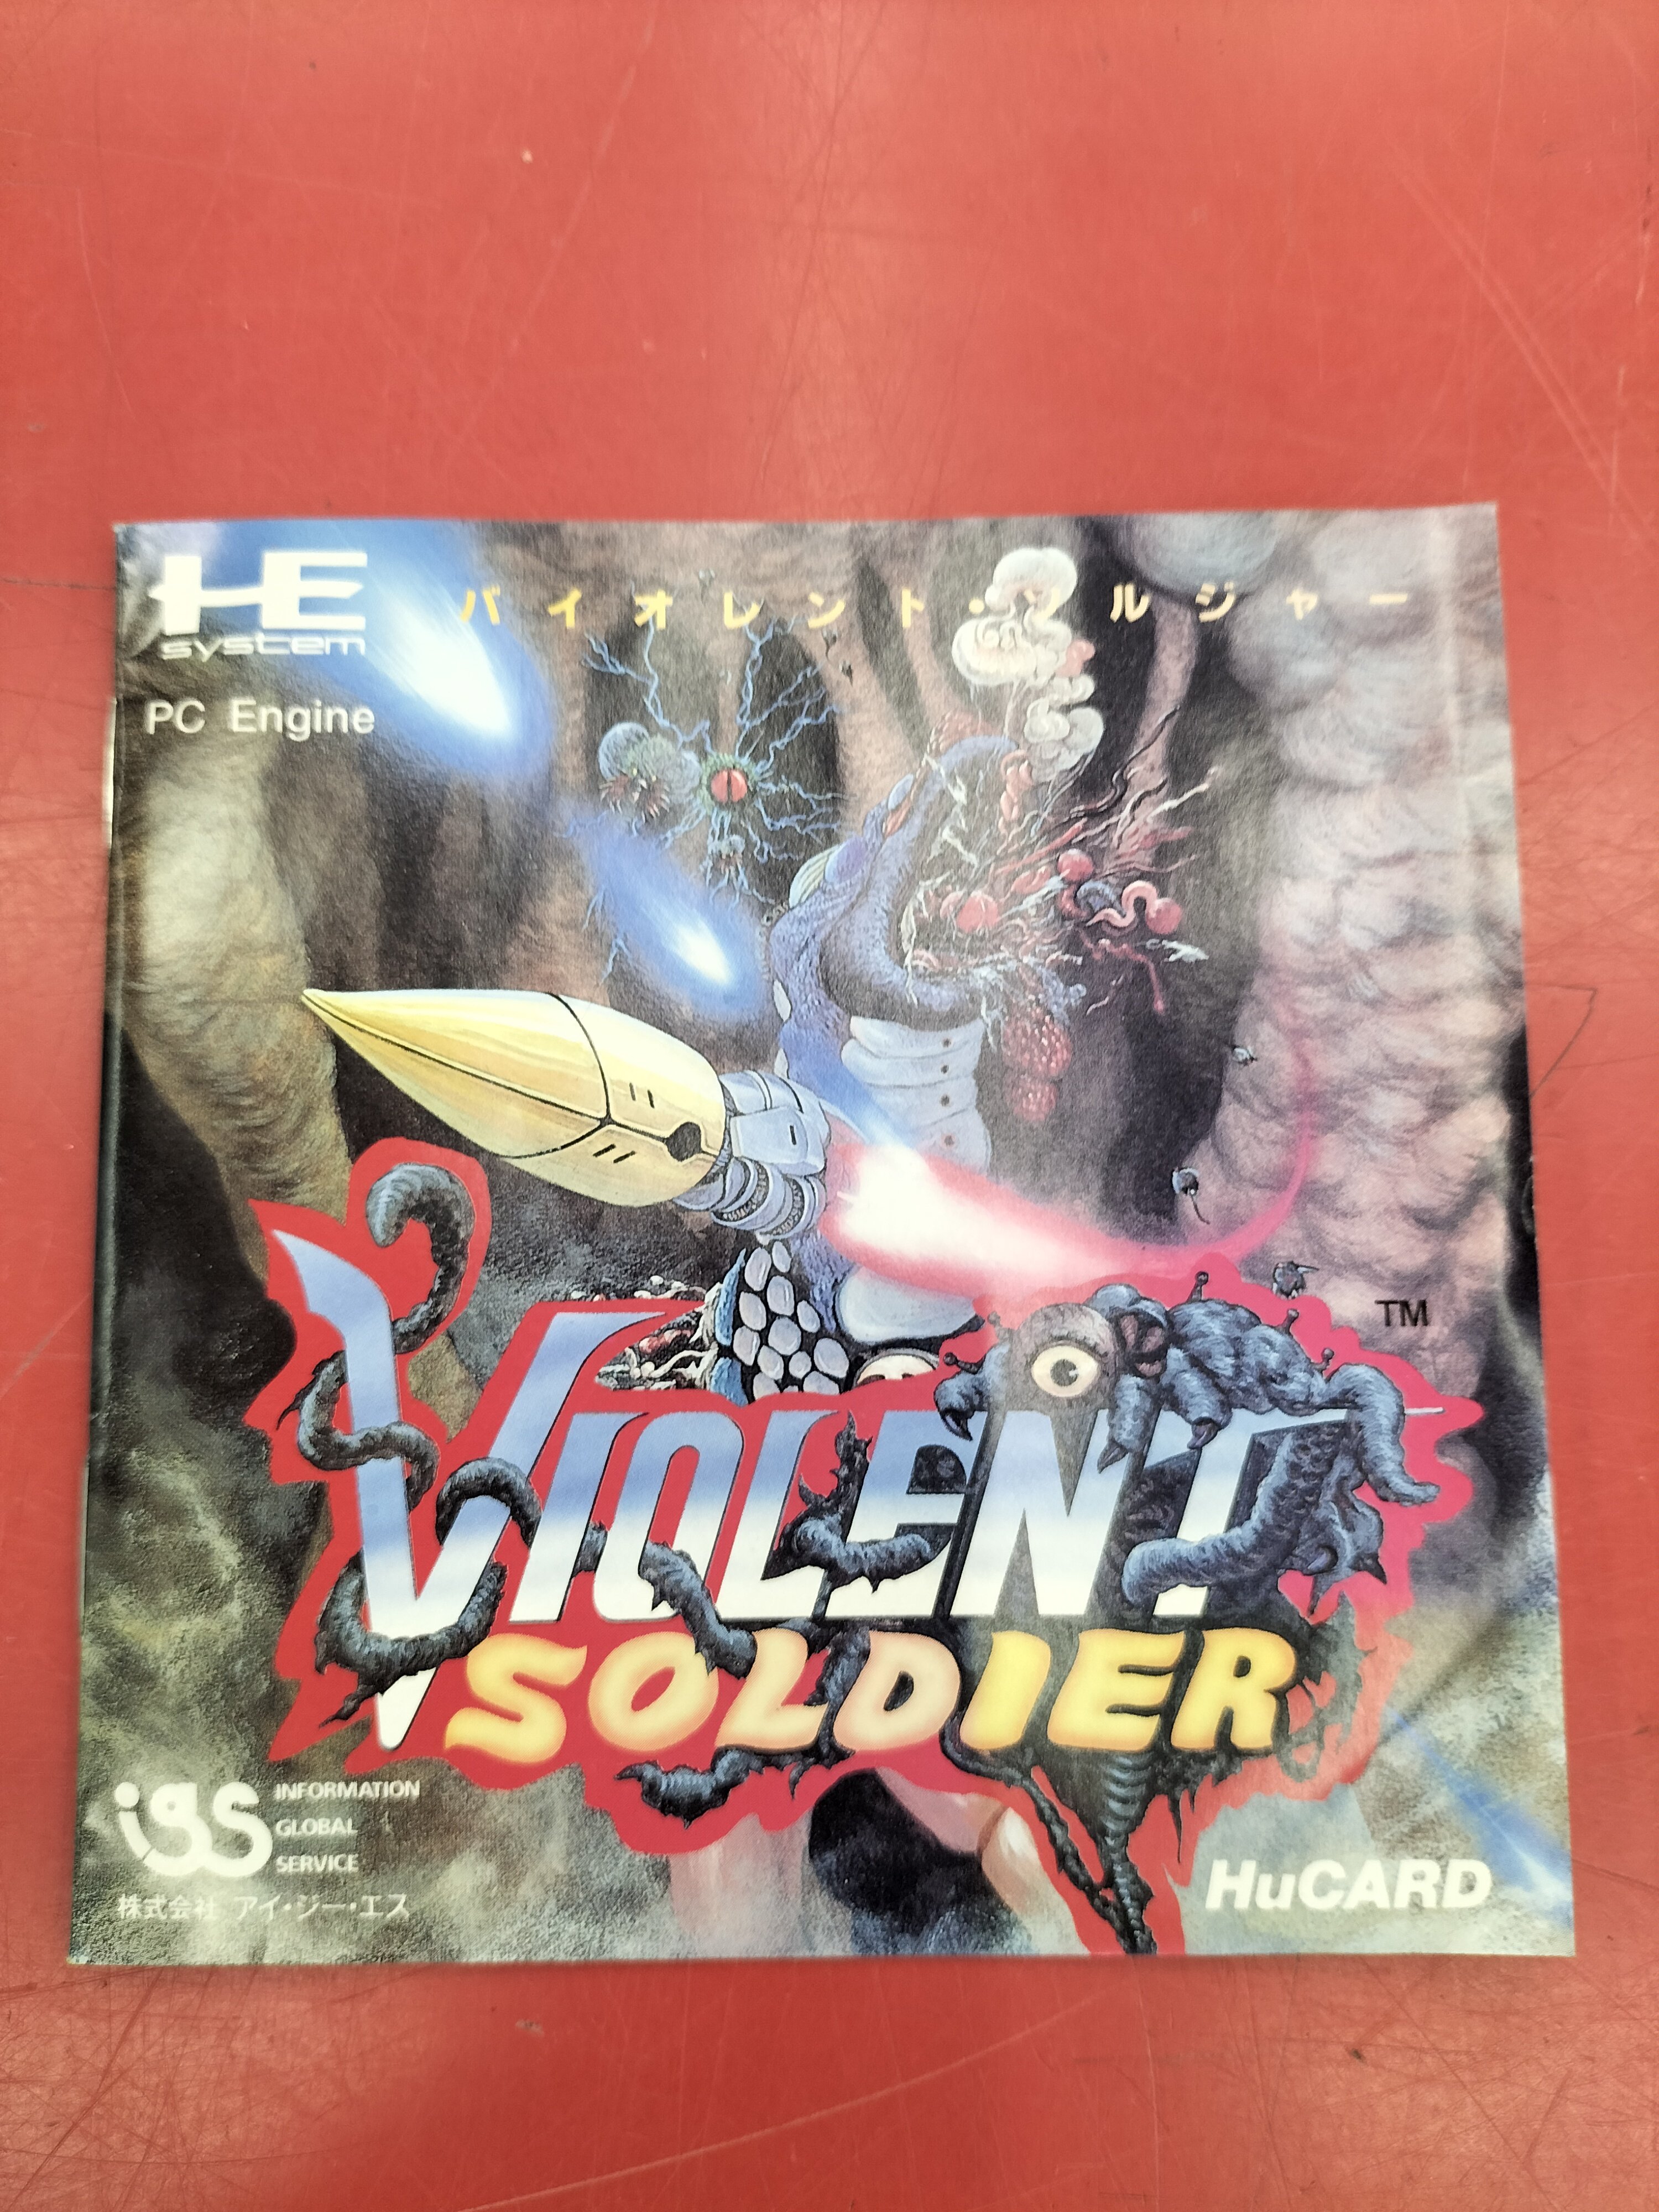 HE
system
バイオレント・ソルジャー
PC Engine
TM
VIOLENT
SOLDIER
igs
INFORMATION
GLOBAL
SERVICE
株式会社 アイ・ジー・エス
HuCARD